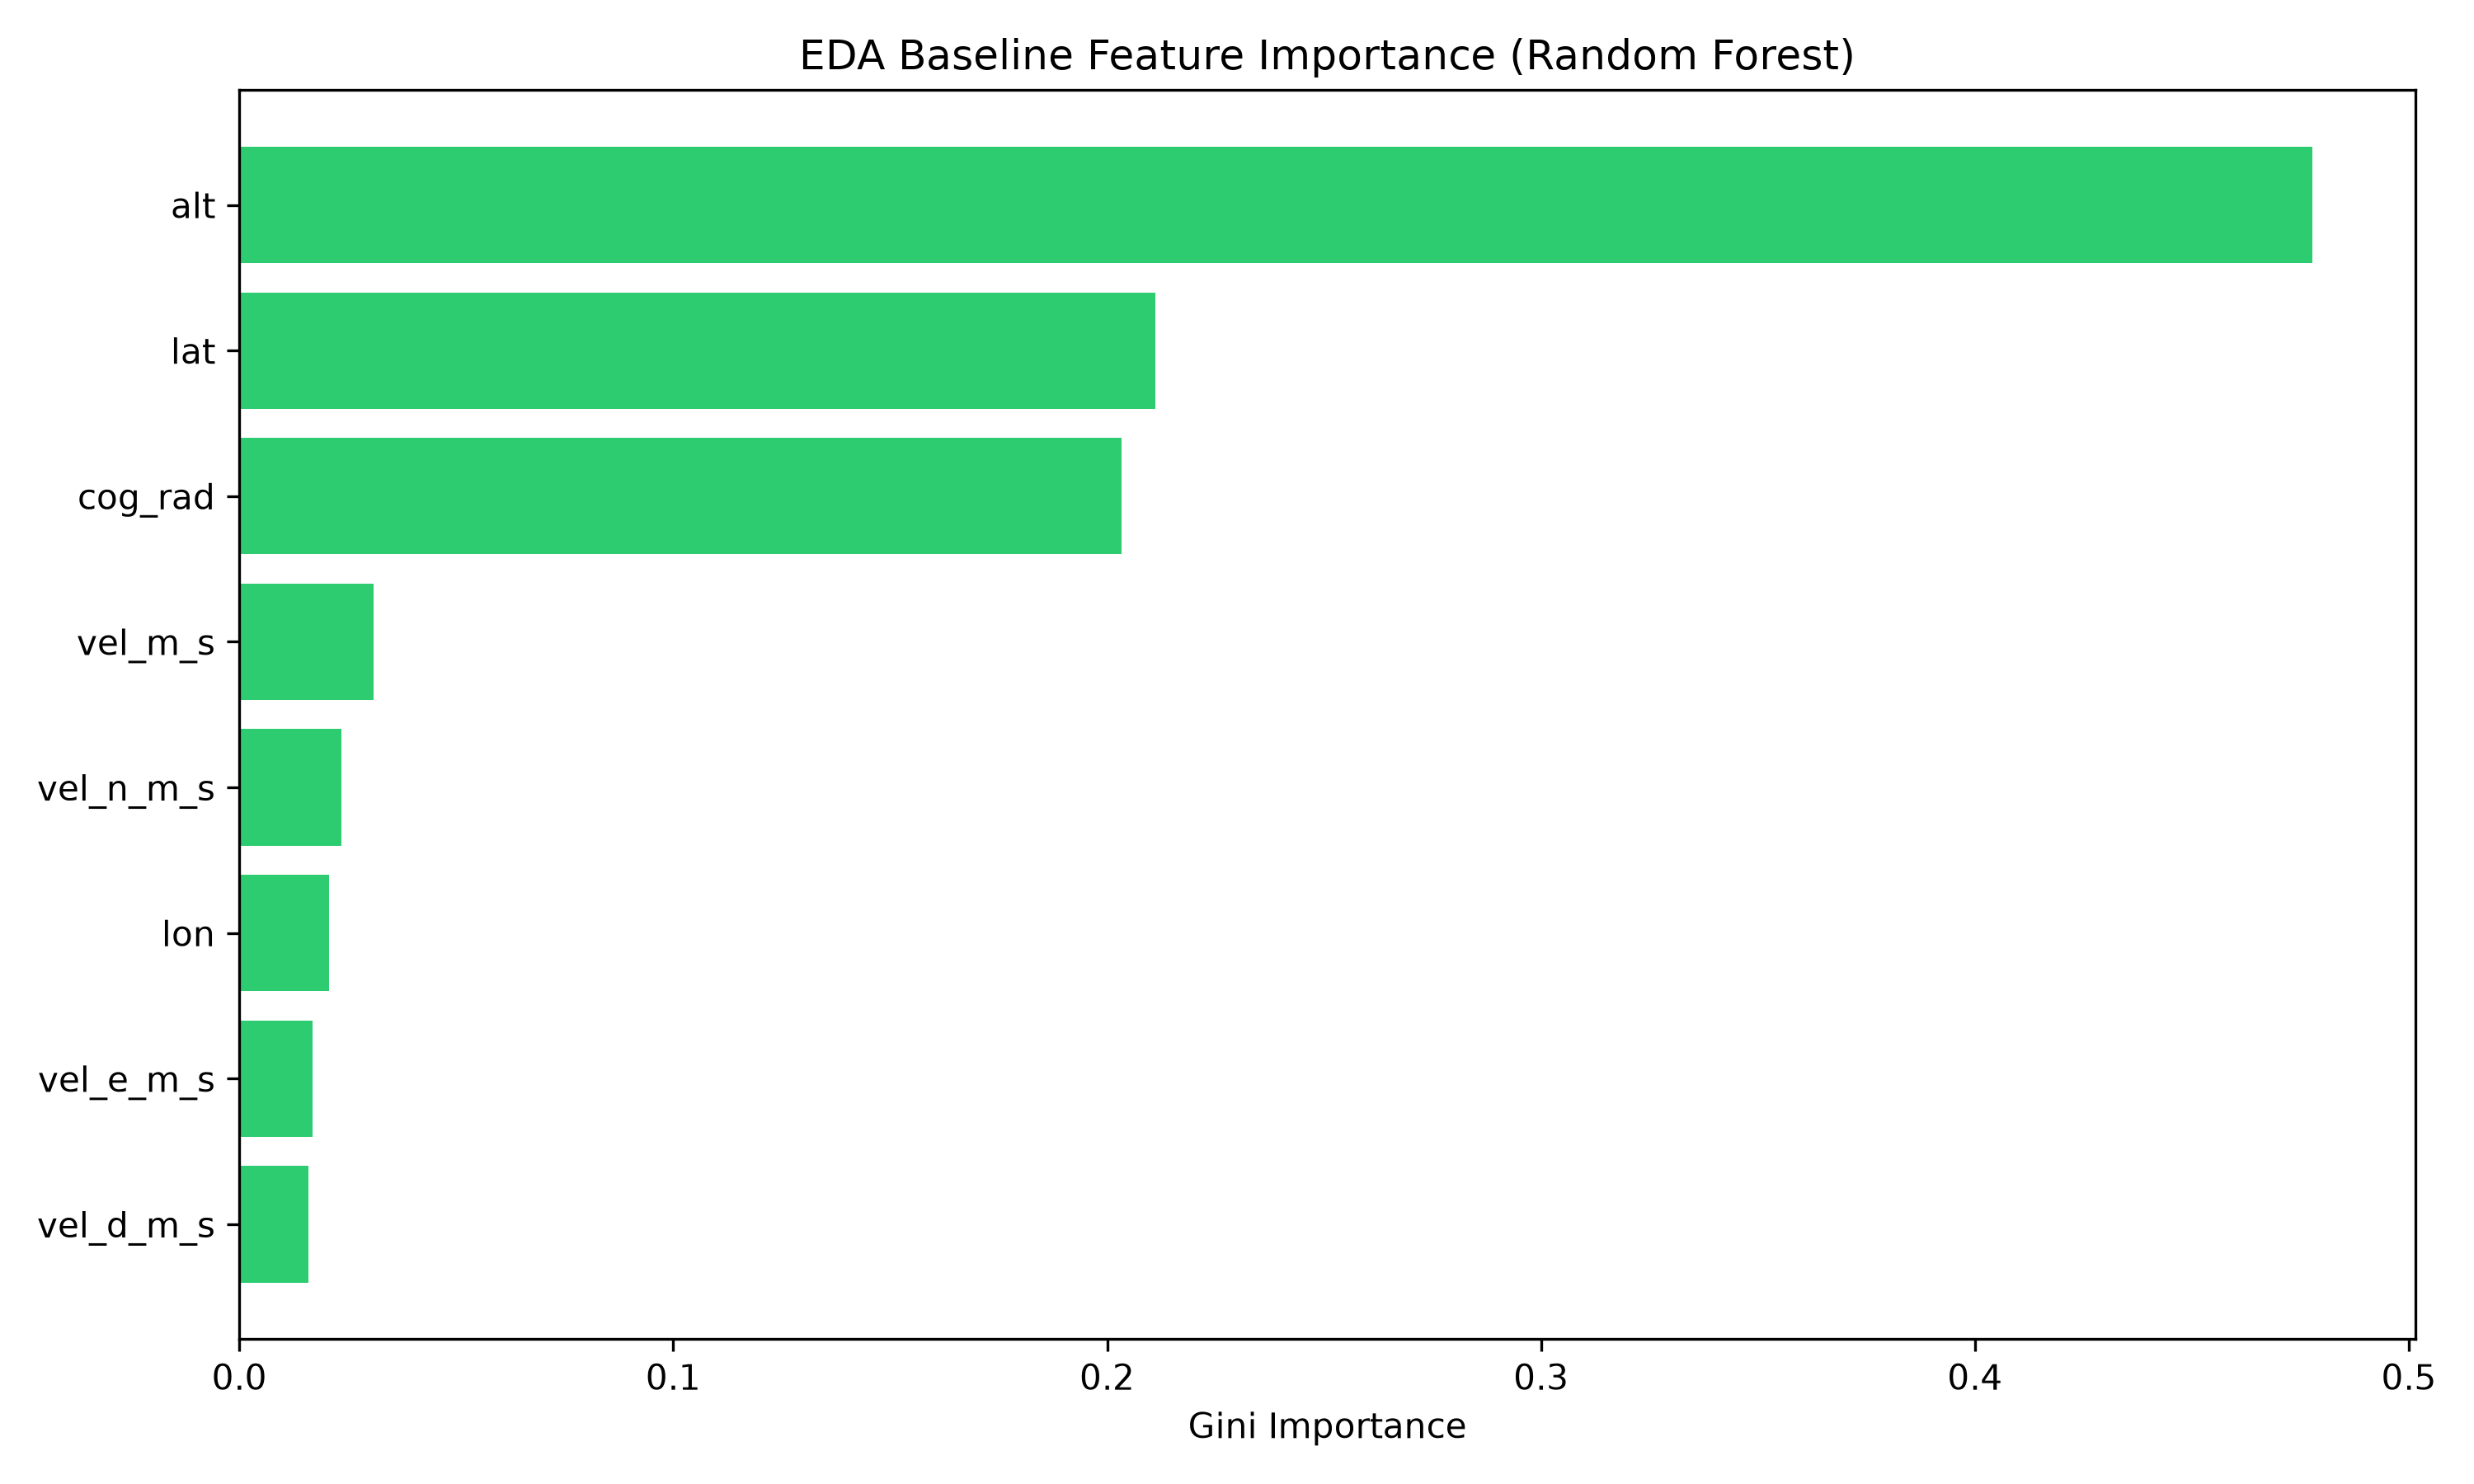 EDA Baseline Feature Importance (Random Forest)
alt
lat
cog_rad
vel_m_s
vel_n_m_s
lon
vel_e_m_s
vel_d_m_s
0.0 0.1 0.2 0.3 0.4 0.5
Gini Importance